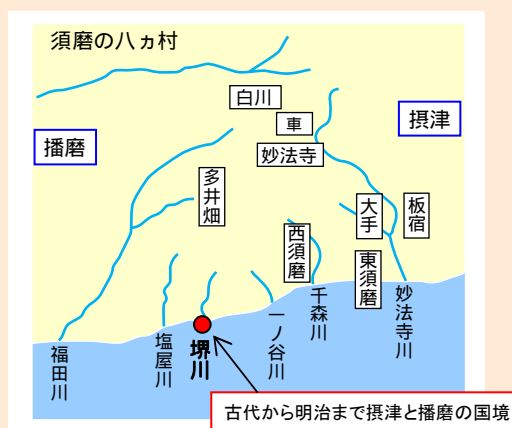 須磨の八ヵ村
白川
車
摂津
播磨
妙法寺
多井畑
大手
板宿
西須磨
東須磨
千森川
妙法寺川
一ノ谷川
堺川
塩屋川
福田川
古代から明治まで摂津と播磨の国境